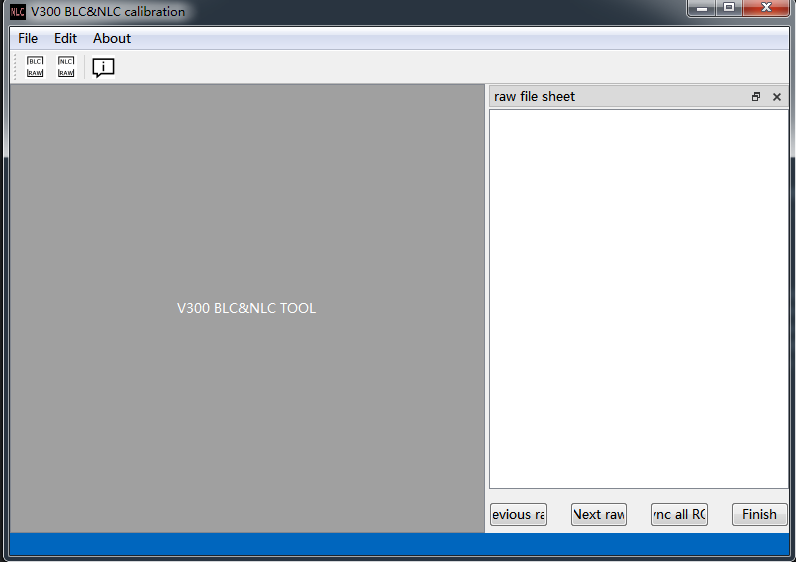 NLC V300 BLC&NLC calibration
File Edit About
BLC RAW NLC RAW
raw file sheet
V300 BLC&NLC TOOL
evious ra Next raw ync all RO Finish